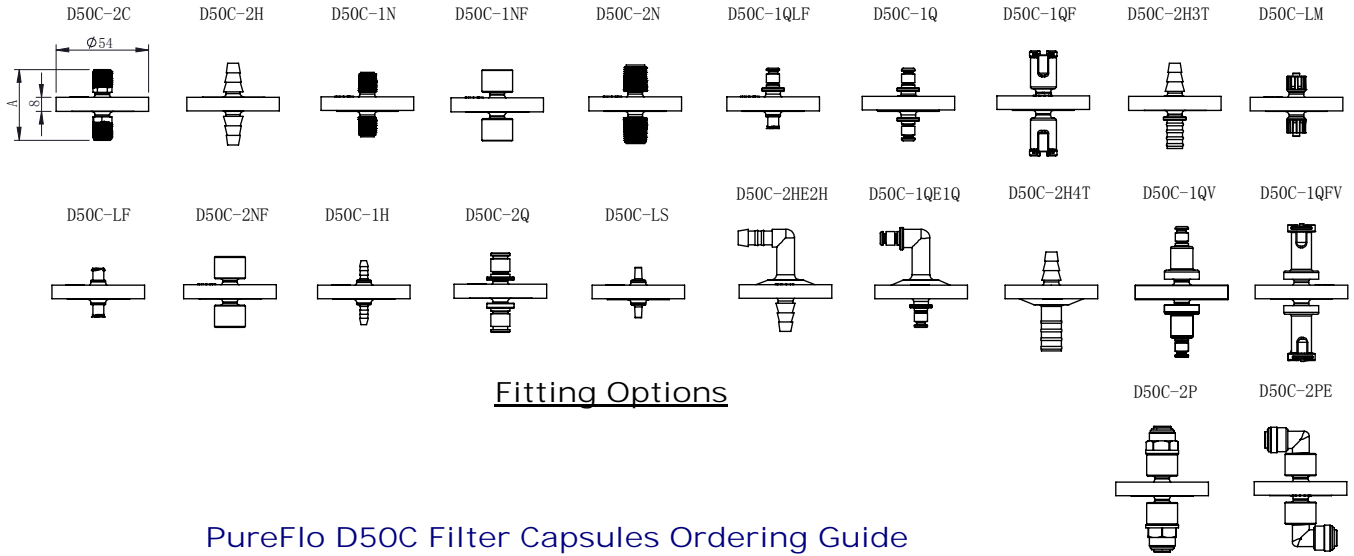 D50C-2C D50C-2H D50C-1N D50C-1NF D50C-2N D50C-1QLF D50C-1Q D50C-1QF D50C-2H3T D50C-LM
Ø54
A
8
D50C-LF D50C-2NF D50C-1H D50C-2Q D50C-LS D50C-2HE2H D50C-1QE1Q D50C-2H4T D50C-1QV D50C-1QFV
Fitting Options
D50C-2P D50C-2PE
PureFlo D50C Filter Capsules Ordering Guide